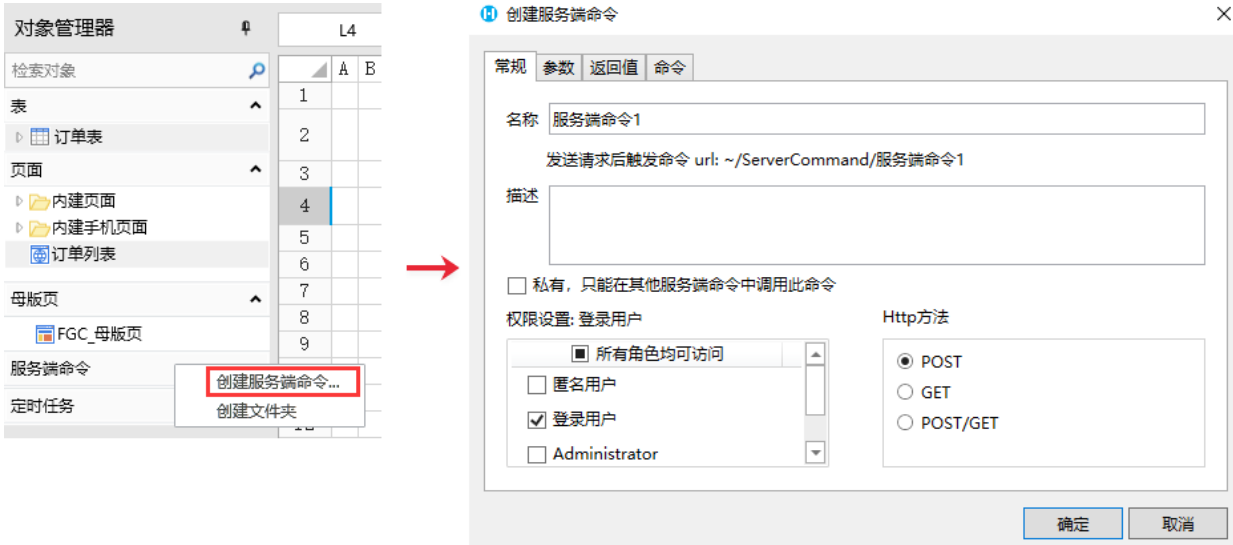 对象管理器
L4
检索对象
A B
表
1
订单表
2
页面
3
内建页面
4
内建手机页面
5
订单列表
6
7
母版页
8
FGC_母版页
9
服务端命令
创建服务端命令...
定时任务
创建文件夹
创建服务端命令
常规 参数 返回值 命令
名称 服务端命令1
发送请求后触发命令 url: ~/ServerCommand/服务端命令1
描述
私有，只能在其他服务端命令中调用此命令
权限设置: 登录用户
Http方法
所有角色均可访问
POST
匿名用户
GET
登录用户
POST/GET
Administrator
确定 取消